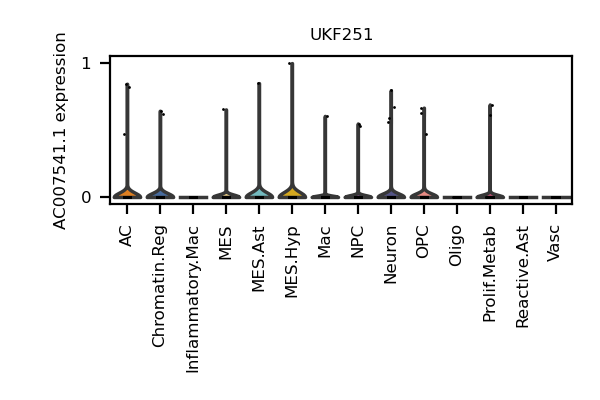 UKF251
AC007541.1 expression
1
0
AC
Chromatin.Reg
Inflammatory.Mac
MES
MES.Ast
MES.Hyp
Mac
NPC
Neuron
OPC
Oligo
Prolif.Metab
Reactive.Ast
Vasc